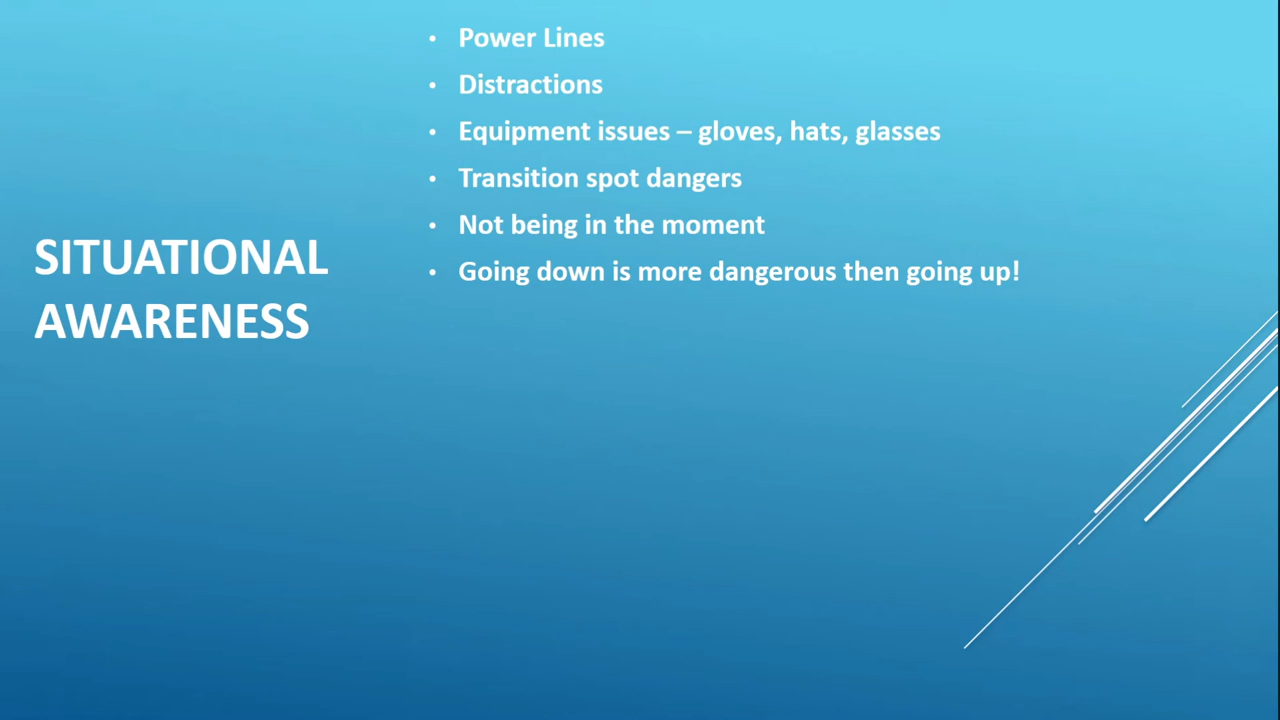 SITUATIONAL
AWARENESS
• Power Lines
• Distractions
• Equipment issues – gloves, hats, glasses
• Transition spot dangers
• Not being in the moment
• Going down is more dangerous then going up!